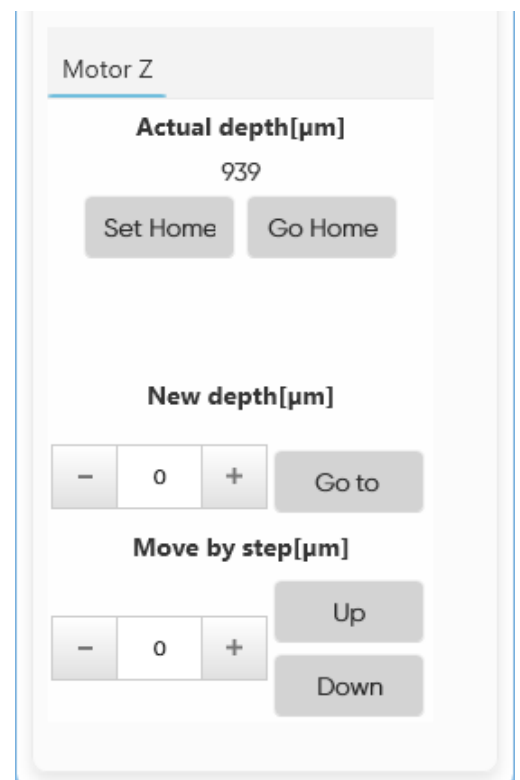 Motor Z
Actual depth[µm]
939
Set Home Go Home
New depth[µm]
− 0 + Go to
Move by step[µm]
Up
− 0 +
Down